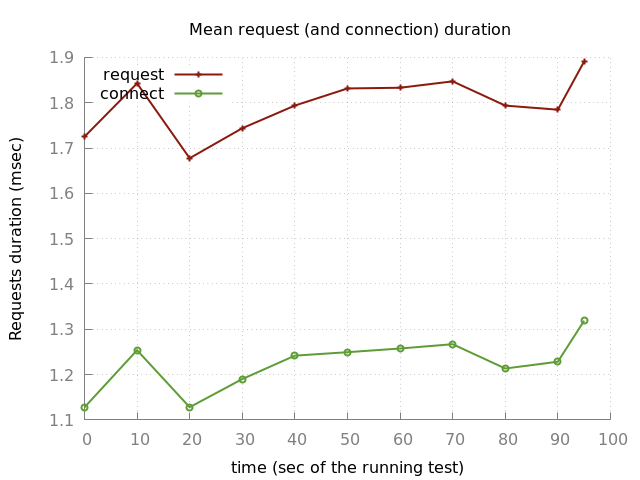 Mean request (and connection) duration
request
connect
1.9
1.8
1.7
1.6
1.5
1.4
1.3
1.2
1.1
Requests duration (msec)
0 10 20 30 40 50 60 70 80 90 100
time (sec of the running test)